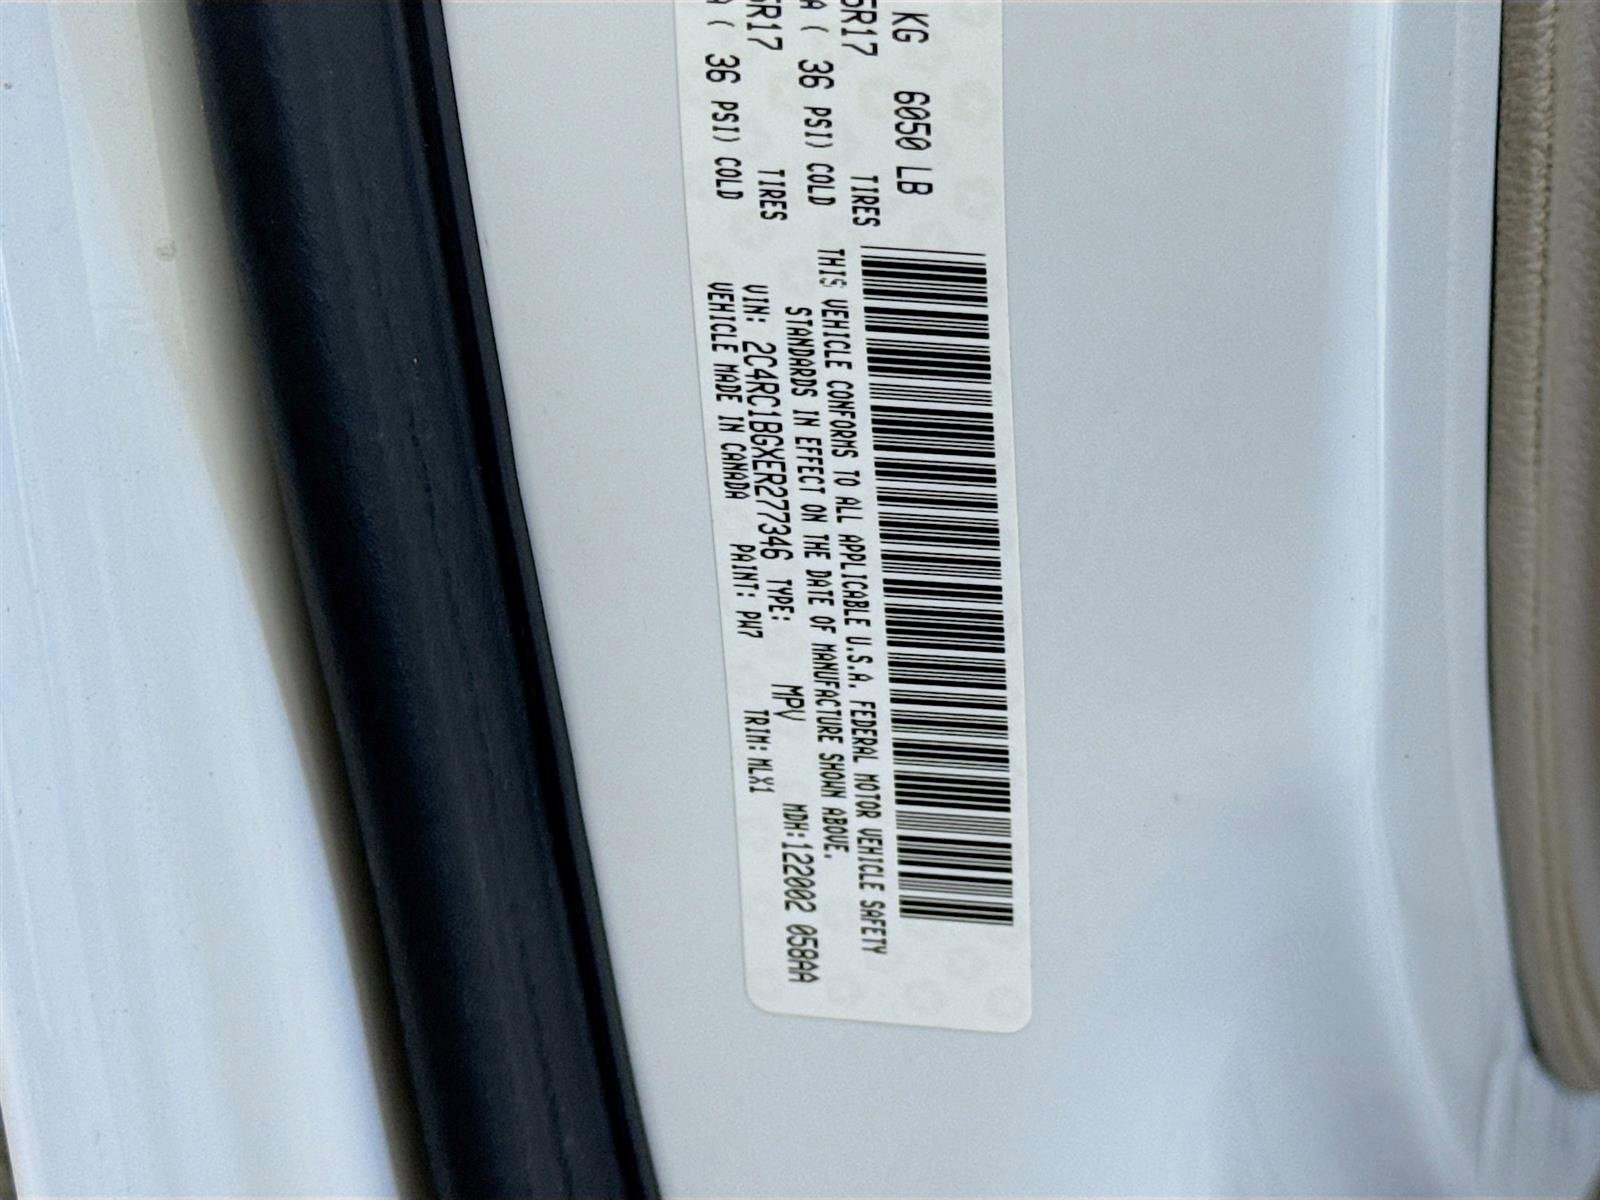 KG 6050 LB
5R17 TIRES
A ( 36 PSI) COLD
5R17 TIRES
A ( 36 PSI) COLD
THIS VEHICLE CONFORMS TO ALL APPLICABLE U.S.A. FEDERAL MOTOR VEHICLE SAFETY
STANDARDS IN EFFECT ON THE DATE OF MANUFACTURE SHOWN ABOVE.
VIN: 2C4RC1BGXER277346 TYPE: MPV MDH:122002 058AA
VEHICLE MADE IN CANADA PAINT: PW7 TRIM: MLX1